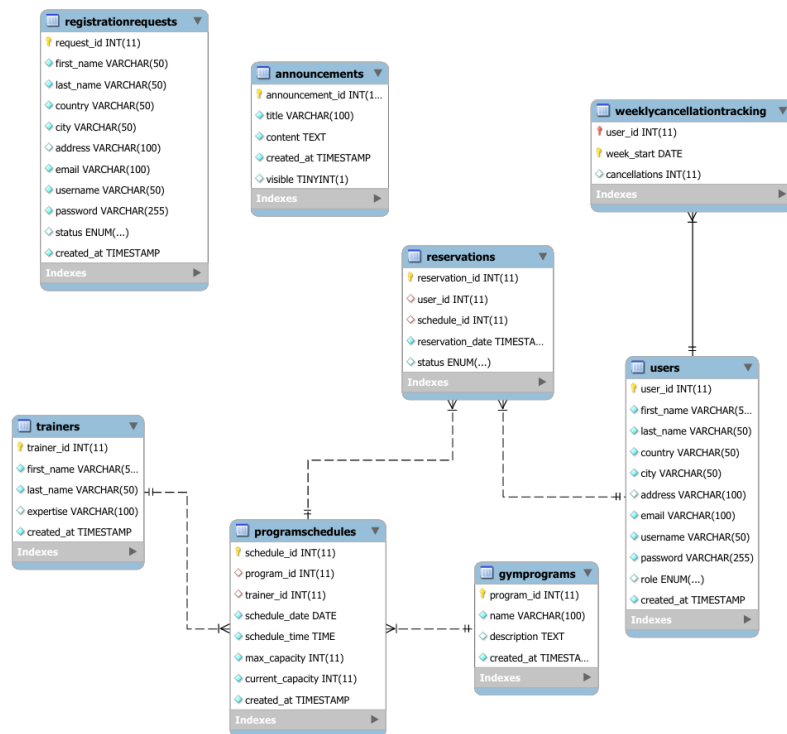 registrationrequests
request_id INT(11)
first_name VARCHAR(50)
last_name VARCHAR(50)
country VARCHAR(50)
city VARCHAR(50)
address VARCHAR(100)
email VARCHAR(100)
username VARCHAR(50)
password VARCHAR(255)
status ENUM(...)
created_at TIMESTAMP
Indexes
announcements
announcement_id INT(1...
title VARCHAR(100)
content TEXT
created_at TIMESTAMP
visible TINYINT(1)
Indexes
weeklycancellationtracking
user_id INT(11)
week_start DATE
cancellations INT(11)
Indexes
reservations
reservation_id INT(11)
user_id INT(11)
schedule_id INT(11)
reservation_date TIMESTA...
status ENUM(...)
Indexes
users
user_id INT(11)
first_name VARCHAR(5...
last_name VARCHAR(50)
country VARCHAR(50)
city VARCHAR(50)
address VARCHAR(100)
email VARCHAR(100)
username VARCHAR(50)
password VARCHAR(255)
role ENUM(...)
created_at TIMESTAMP
Indexes
trainers
trainer_id INT(11)
first_name VARCHAR(5...
last_name VARCHAR(50)
expertise VARCHAR(100)
created_at TIMESTAMP
Indexes
programschedules
schedule_id INT(11)
program_id INT(11)
trainer_id INT(11)
schedule_date DATE
schedule_time TIME
max_capacity INT(11)
current_capacity INT(11)
created_at TIMESTAMP
Indexes
gymprograms
program_id INT(11)
name VARCHAR(100)
description TEXT
created_at TIMESTA...
Indexes